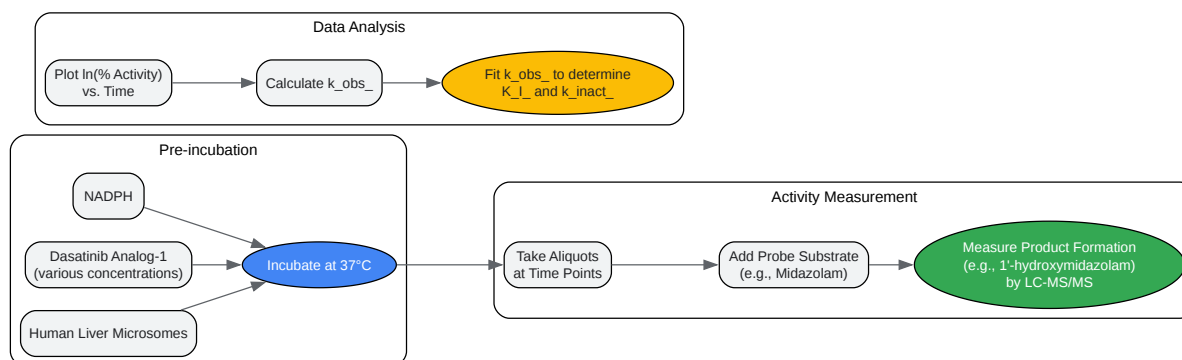 Data Analysis
Plot ln(% Activity)
vs. Time
Calculate k_obs_
Fit k_obs_ to determine
K_I_ and k_inact_
Pre-incubation
NADPH
Dasatinib Analog-1
(various concentrations)
Human Liver Microsomes
Incubate at 37°C
Activity Measurement
Take Aliquots
at Time Points
Add Probe Substrate
(e.g., Midazolam)
Measure Product Formation
(e.g., 1'-hydroxymidazolam)
by LC-MS/MS